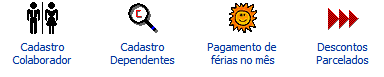 Cadastro
Colaborador
Cadastro
Dependentes
Pagamento de
férias no mês
Descontos
Parcelados